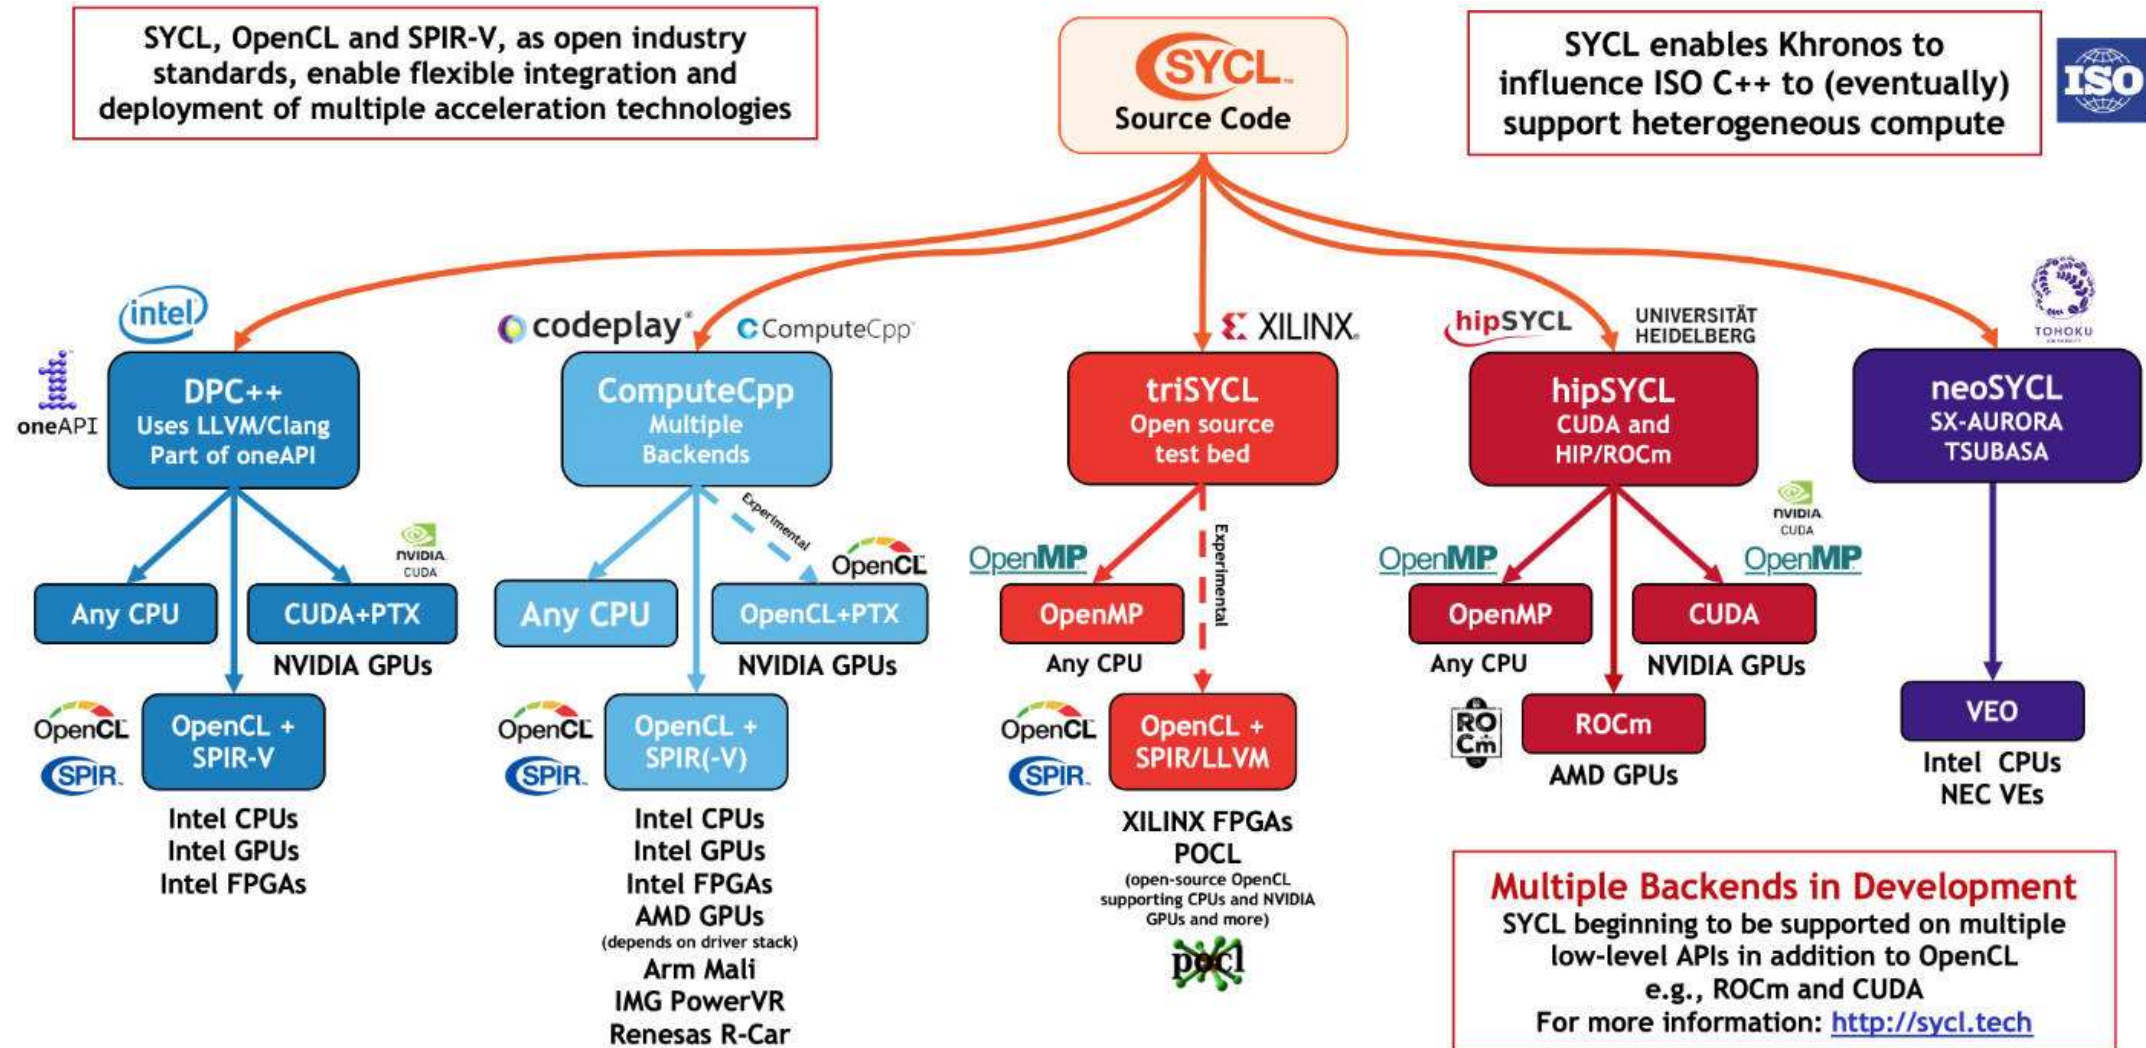 SYCL, OpenCL and SPIR-V, as open industry
standards, enable flexible integration and
deployment of multiple acceleration technologies
SYCL™
Source Code
SYCL enables Khronos to
influence ISO C++ to (eventually)
support heterogeneous compute
ISO
intel
oneAPI
DPC++
Uses LLVM/Clang
Part of oneAPI
NVIDIA
CUDA
Any CPU
CUDA+PTX
NVIDIA GPUs
OpenCL
SPIR
OpenCL +
SPIR-V
Intel CPUs
Intel GPUs
Intel FPGAs
codeplay®
ComputeCpp™
ComputeCpp
Multiple
Backends
Experimental
OpenCL
Any CPU
OpenCL+PTX
NVIDIA GPUs
OpenCL
SPIR
OpenCL +
SPIR(-V)
Intel CPUs
Intel GPUs
Intel FPGAs
AMD GPUs
(depends on driver stack)
Arm Mali
IMG PowerVR
Renesas R-Car
XILINX®
triSYCL
Open source
test bed
Experimental
OpenMP
OpenMP
Any CPU
OpenCL
SPIR
OpenCL +
SPIR/LLVM
XILINX FPGAs
POCL
(open-source OpenCL
supporting CPUs and NVIDIA
GPUs and more)
pocl
hipSYCL
UNIVERSITÄT
HEIDELBERG
hipSYCL
CUDA and
HIP/ROCm
NVIDIA
CUDA
OpenMP
OpenMP
OpenMP
CUDA
Any CPU
NVIDIA GPUs
ROCm
ROCm
AMD GPUs
TOHOKU
neoSYCL
SX-AURORA
TSUBASA
VEO
Intel CPUs
NEC VEs
Multiple Backends in Development
SYCL beginning to be supported on multiple
low-level APIs in addition to OpenCL
e.g., ROCm and CUDA
For more information: http://sycl.tech